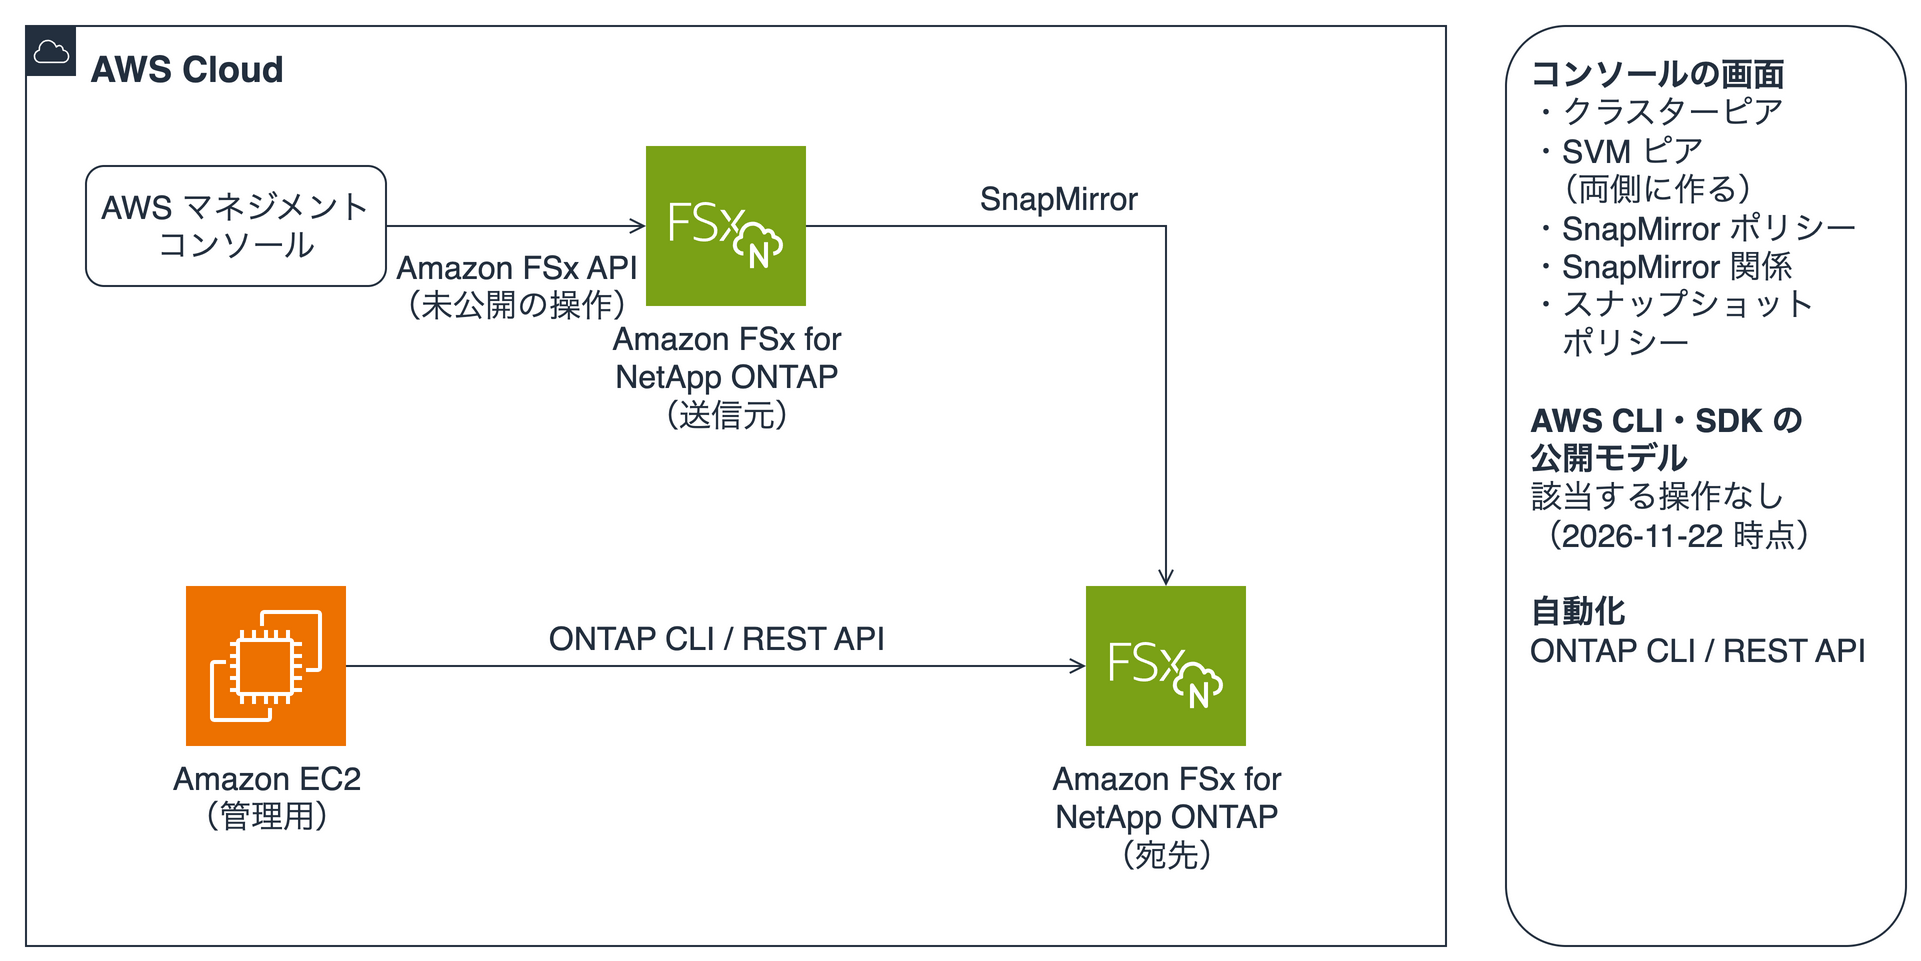 AWS Cloud
AWS マネジメント
コンソール
Amazon FSx API
（未公開の操作）
FSx
N
Amazon FSx for
NetApp ONTAP
（送信元）
SnapMirror
Amazon EC2
（管理用）
ONTAP CLI / REST API
FSx
N
Amazon FSx for
NetApp ONTAP
（宛先）
コンソールの画面
・クラスターピア
・SVM ピア
（両側に作る）
・SnapMirror ポリシー
・SnapMirror 関係
・スナップショット
ポリシー
AWS CLI・SDK の
公開モデル
該当する操作なし
（2026-11-22 時点）
自動化
ONTAP CLI / REST API